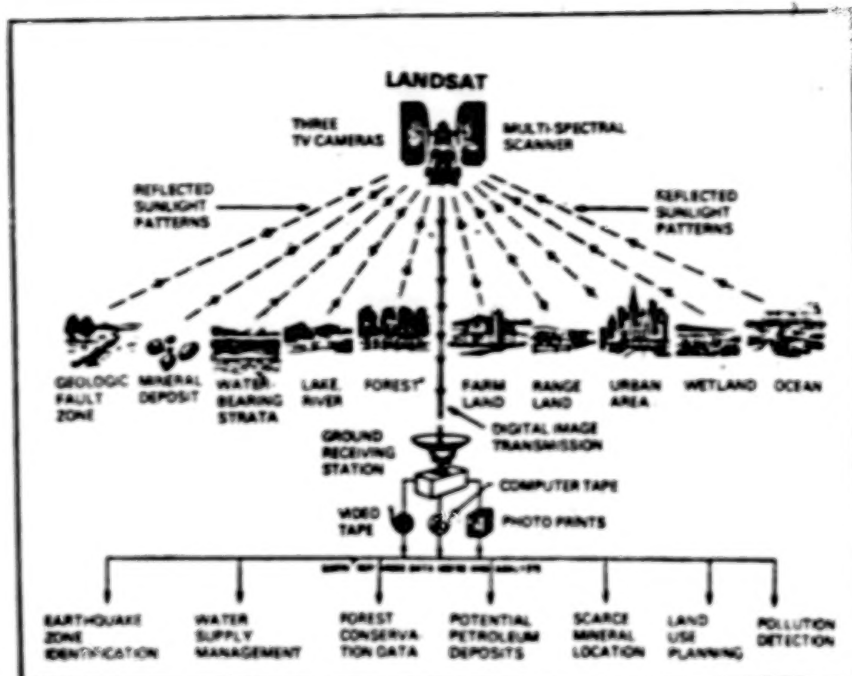 LANDSAT
THREE
TV CAMERAS
MULTI-SPECTRAL
SCANNER
REFLECTED
SUNLIGHT
PATTERNS
REFLECTED
SUNLIGHT
PATTERNS
GEOLOGIC
FAULT
ZONE
MINERAL
DEPOSIT
WATER-
BEARING
STRATA
LAKE,
RIVER
FOREST
FARM
LAND
RANGE
LAND
URBAN
AREA
WETLAND
OCEAN
DIGITAL IMAGE
TRANSMISSION
GROUND
RECEIVING
STATION
COMPUTER TAPE
VIDEO
TAPE
PHOTO PRINTS
EARTHQUAKE
ZONE
IDENTIFICATION
WATER
SUPPLY
MANAGEMENT
FOREST
CONSERVA-
TION DATA
POTENTIAL
PETROLEUM
DEPOSITS
SCARCE
MINERAL
LOCATION
LAND
USE
PLANNING
POLLUTION
DETECTION